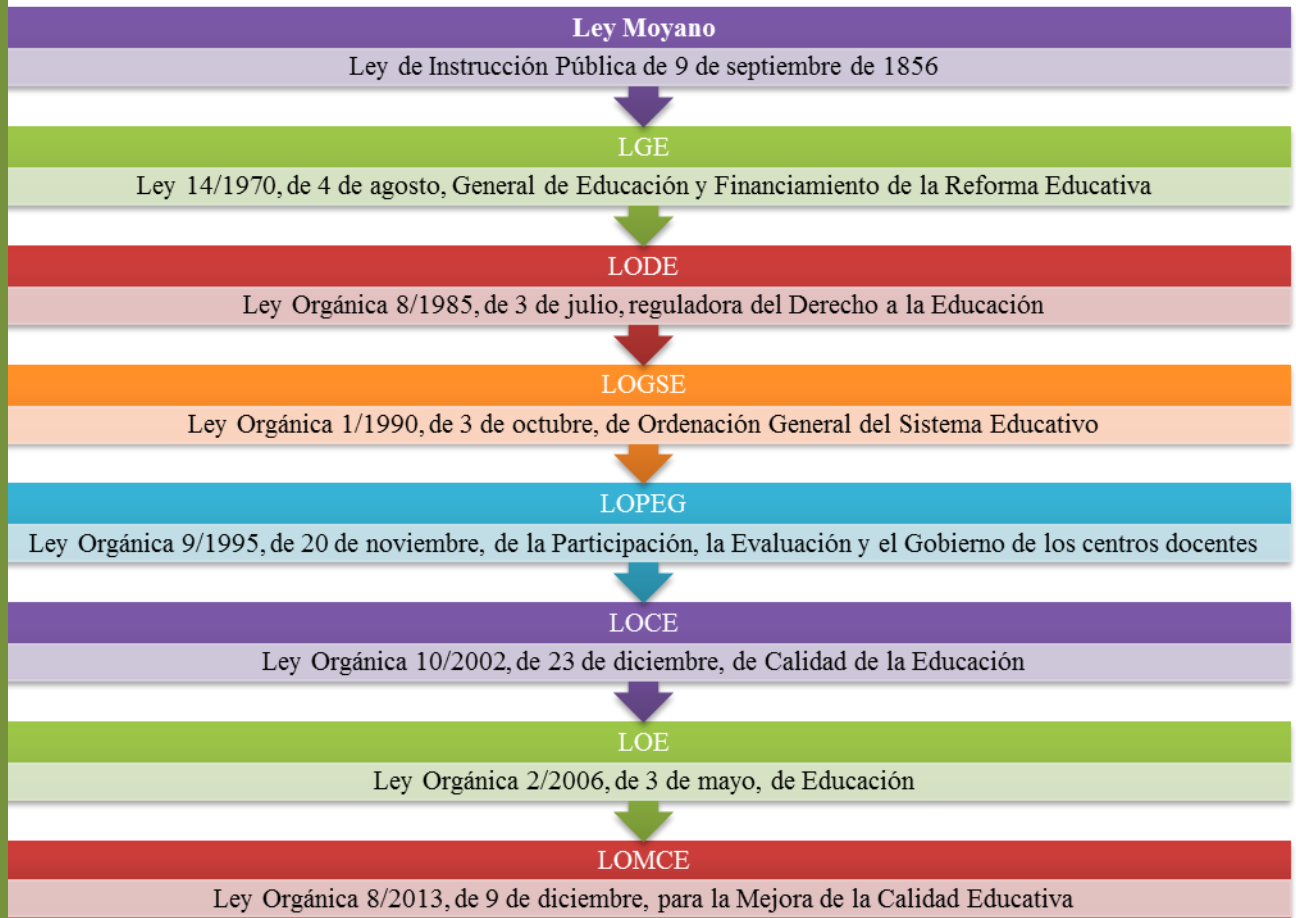 Ley Moyano
Ley de Instrucción Pública de 9 de septiembre de 1856
LGE
Ley 14/1970, de 4 de agosto, General de Educación y Financiamiento de la Reforma Educativa
LODE
Ley Orgánica 8/1985, de 3 de julio, reguladora del Derecho a la Educación
LOGSE
Ley Orgánica 1/1990, de 3 de octubre, de Ordenación General del Sistema Educativo
LOPEG
Ley Orgánica 9/1995, de 20 de noviembre, de la Participación, la Evaluación y el Gobierno de los centros docentes
LOCE
Ley Orgánica 10/2002, de 23 de diciembre, de Calidad de la Educación
LOE
Ley Orgánica 2/2006, de 3 de mayo, de Educación
LOMCE
Ley Orgánica 8/2013, de 9 de diciembre, para la Mejora de la Calidad Educativa